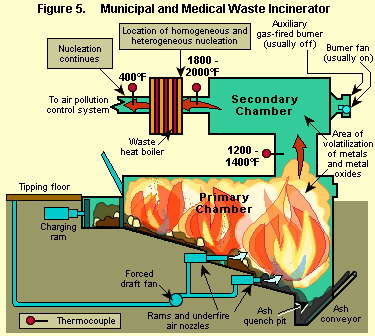 Figure 5. Municipal and Medical Waste Incinerator
Location of homogeneous and
heterogeneous nucleation
Auxiliary
gas-fired burner
(usually off)
Burner fan
(usually on)
Nucleation
continues
400°F
1800 -
2000°F
To air pollution
control system
Secondary
Chamber
Waste
heat boiler
1200 -
1400°F
Area of
volatilization
of metals
and metal
oxides
Tipping floor
Primary
Chamber
Charging
ram
Forced
draft fan
Rams and underfire
air nozzles
Ash
quench pit
Ash
conveyor
Thermocouple